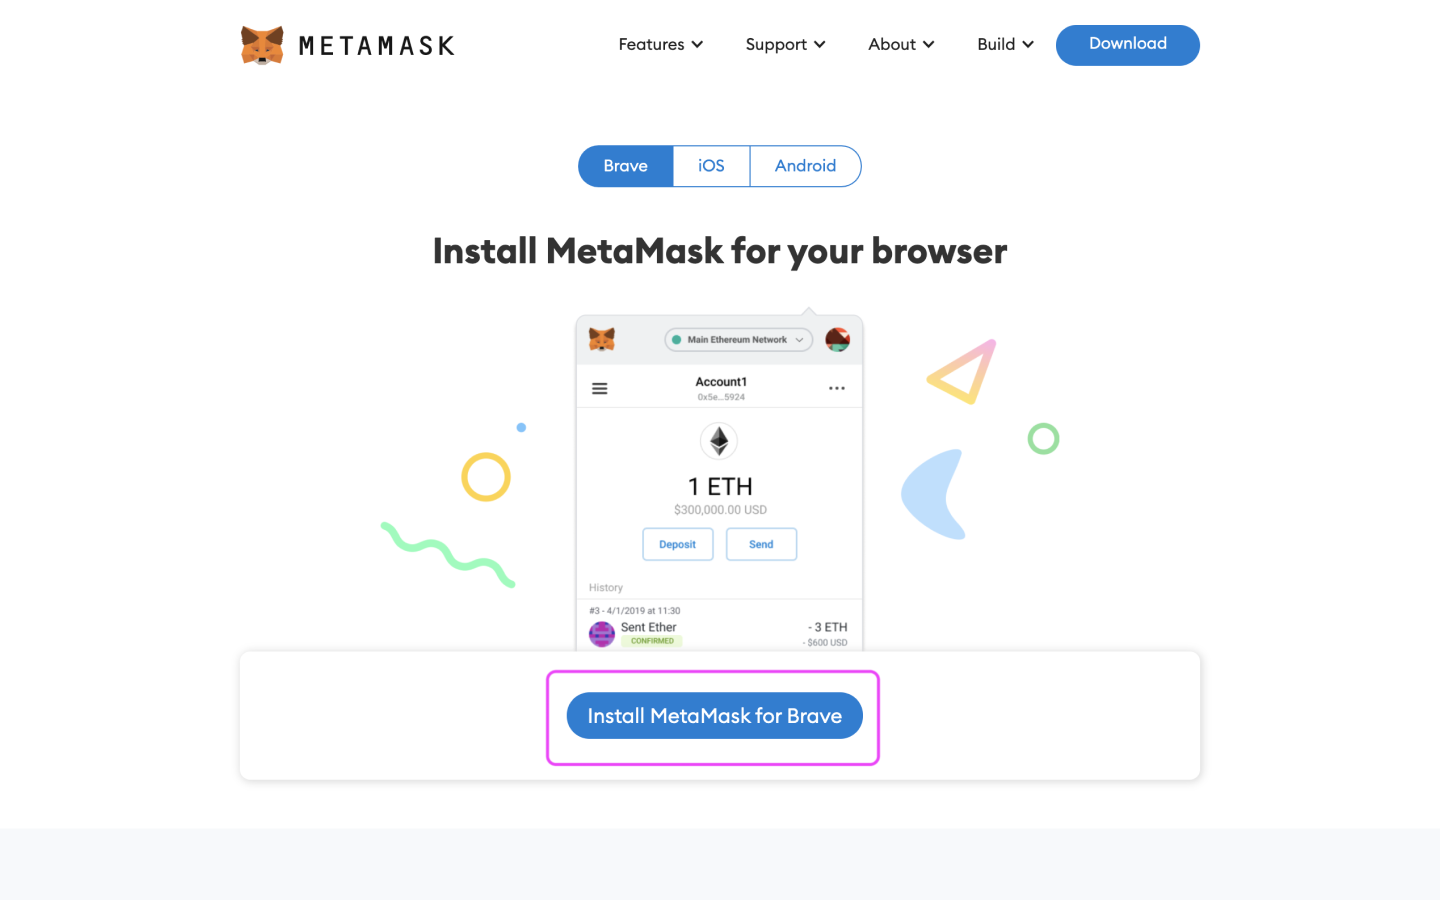 METAMASK
Features Support About Build Download
Brave iOS Android
Install MetaMask for your browser
Main Ethereum Network
Account1
0x5e...5924
1 ETH
$300,000.00 USD
Deposit Send
History
#3 - 4/1/2019 at 11:30
Sent Ether - 3 ETH
CONFIRMED - $600 USD
Install MetaMask for Brave